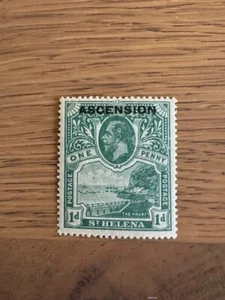 ASCENSION
ONE PENNY
POSTAGE POSTAGE
THE WHARF
1d 1d
ST HELENA